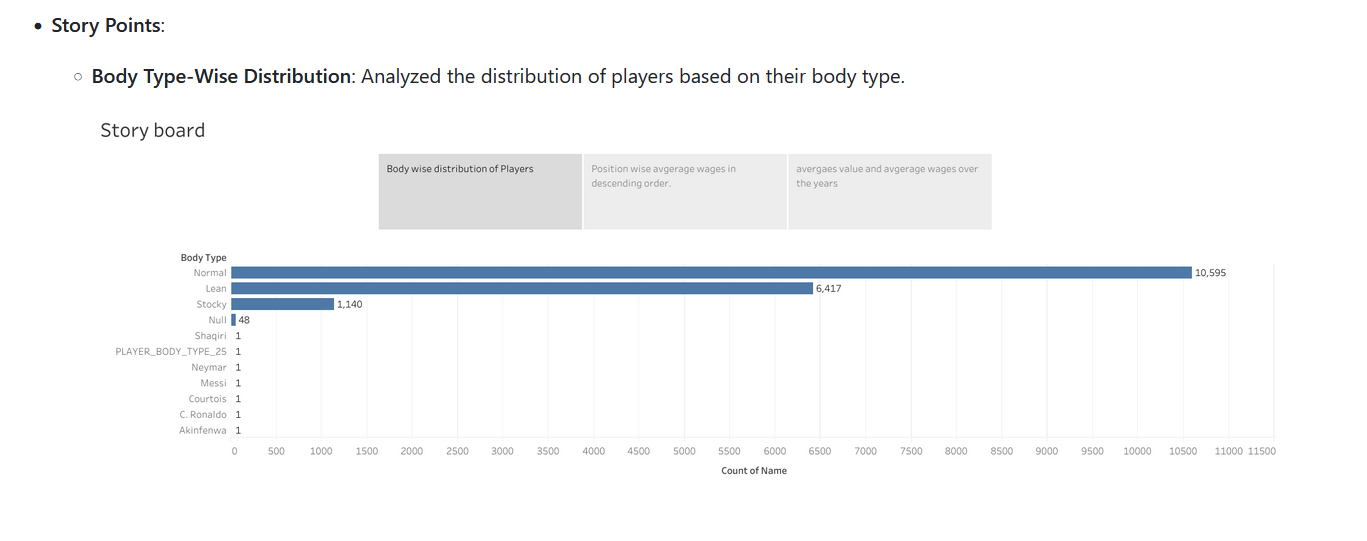 Story Points:
Body Type-Wise Distribution: Analyzed the distribution of players based on their body type.
Story board
Body wise distribution of Players
Position wise avgerage wages in
descending order.
avergaes value and avgerage wages over
the years
Body Type
Normal 10,595
Lean 6,417
Stocky 1,140
Null 48
Shaqiri 1
PLAYER_BODY_TYPE_25 1
Neymar 1
Messi 1
Courtois 1
C. Ronaldo 1
Akinfenwa 1
0 500 1000 1500 2000 2500 3000 3500 4000 4500 5000 5500 6000 6500 7000 7500 8000 8500 9000 9500 10000 10500 11000 11500
Count of Name